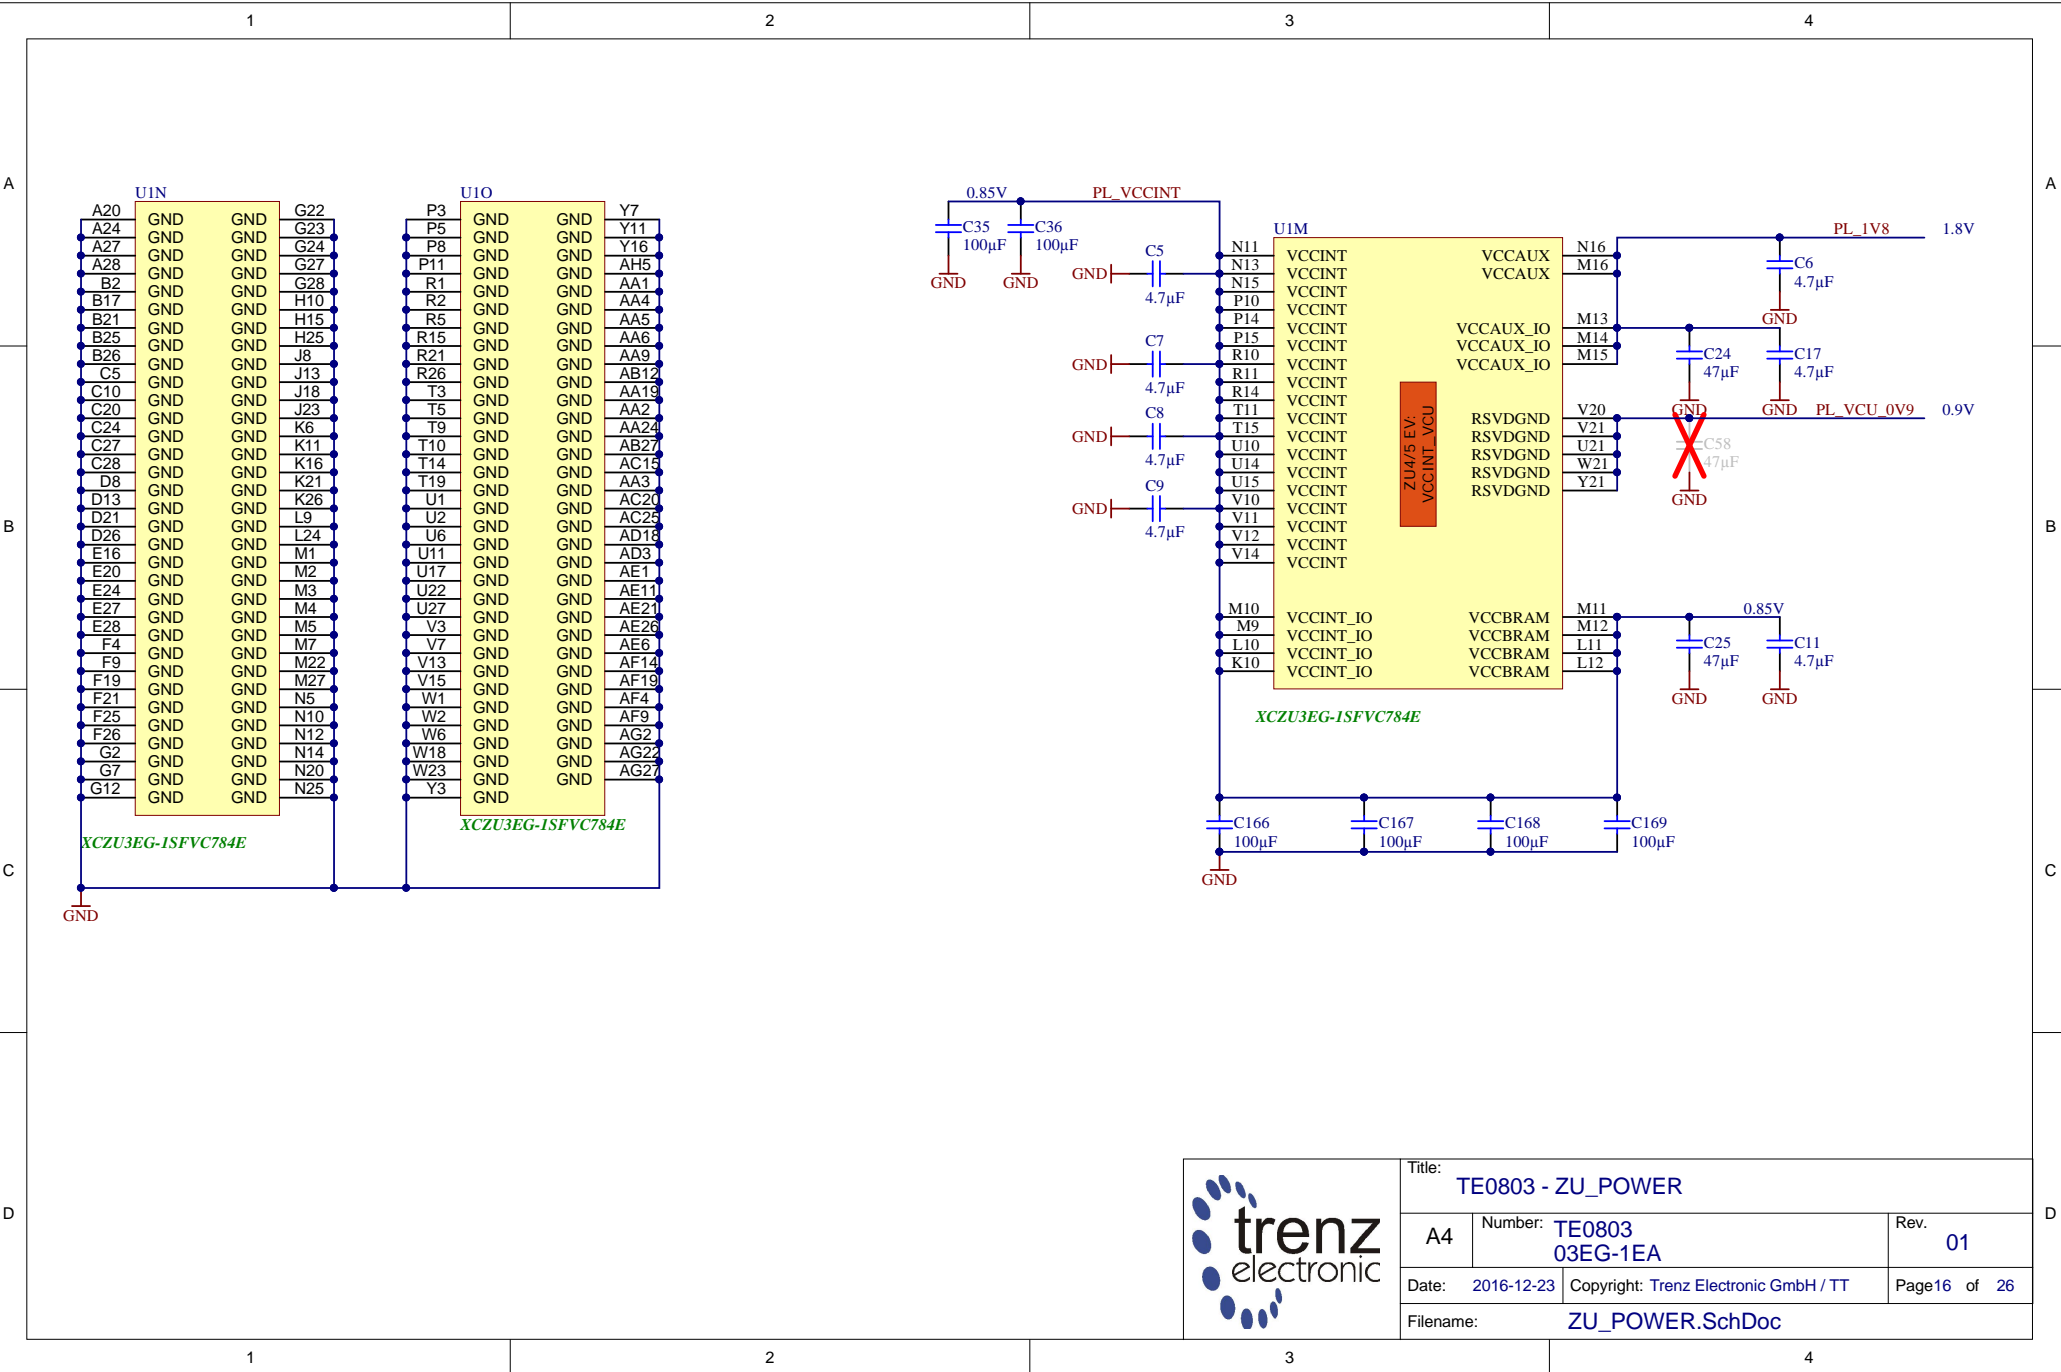 1 2 3 4
A A
B B
C C
D D
U1N
A20 GND GND G22
A24 GND GND G23
A27 GND GND G24
A28 GND GND G27
B2 GND GND G28
B17 GND GND H10
B21 GND GND H15
B25 GND GND H25
B26 GND GND J8
C5 GND GND J13
C10 GND GND J18
C20 GND GND J23
C24 GND GND K6
C27 GND GND K11
C28 GND GND K16
D8 GND GND K21
D13 GND GND K26
D21 GND GND L9
D26 GND GND L24
E16 GND GND M1
E20 GND GND M2
E24 GND GND M3
E27 GND GND M4
E28 GND GND M5
F4 GND GND M7
F9 GND GND M22
F19 GND GND M27
F21 GND GND N5
F25 GND GND N10
F26 GND GND N12
G2 GND GND N14
G7 GND GND N20
G12 GND GND N25
XCZU3EG-1SFVC784E
GND
U1O
P3 GND GND Y7
P5 GND GND Y11
P8 GND GND Y16
P11 GND GND AH5
R1 GND GND AA1
R2 GND GND AA4
R5 GND GND AA5
R15 GND GND AA6
R21 GND GND AA9
R26 GND GND AB12
T3 GND GND AA19
T5 GND GND AA2
T9 GND GND AA24
T10 GND GND AB27
T14 GND GND AC15
T19 GND GND AA3
U1 GND GND AC20
U2 GND GND AC25
U6 GND GND AD18
U11 GND GND AD3
U17 GND GND AE1
U22 GND GND AE11
U27 GND GND AE21
V3 GND GND AE26
V7 GND GND AE6
V13 GND GND AF14
V15 GND GND AF19
W1 GND GND AF4
W2 GND GND AF9
W6 GND GND AG2
W18 GND GND AG22
W23 GND GND AG27
Y3 GND
XCZU3EG-1SFVC784E
0.85V PL_VCCINT
C35 100µF GND
C36 100µF GND
C5 4.7µF GND
C7 4.7µF GND
C8 4.7µF GND
C9 4.7µF GND
U1M
N11 VCCINT
N13 VCCINT
N15 VCCINT
P10 VCCINT
P14 VCCINT
P15 VCCINT
R10 VCCINT
R11 VCCINT
R14 VCCINT
T11 VCCINT
T15 VCCINT
U10 VCCINT
U14 VCCINT
U15 VCCINT
V10 VCCINT
V11 VCCINT
V12 VCCINT
V14 VCCINT
M10 VCCINT_IO
M9 VCCINT_IO
L10 VCCINT_IO
K10 VCCINT_IO
ZU4/5 EV:
VCCINT_VCU
VCCAUX N16
VCCAUX M16
VCCAUX_IO M13
VCCAUX_IO M14
VCCAUX_IO M15
RSVDGND V20
RSVDGND V21
RSVDGND U21
RSVDGND W21
RSVDGND Y21
VCCBRAM M11
VCCBRAM M12
VCCBRAM L11
VCCBRAM L12
XCZU3EG-1SFVC784E
PL_1V8 1.8V
C6 4.7µF GND
C24 47µF GND
C17 4.7µF GND
PL_VCU_0V9 0.9V
C58 47µF GND
0.85V
C25 47µF GND
C11 4.7µF GND
C166 100µF
C167 100µF
C168 100µF
C169 100µF
GND
trenz
electronic
Title:
TE0803 - ZU_POWER
A4
Number: TE0803
03EG-1EA
Rev.
01
Date: 2016-12-23 Copyright: Trenz Electronic GmbH / TT Page16 of 26
Filename: ZU_POWER.SchDoc
1 2 3 4